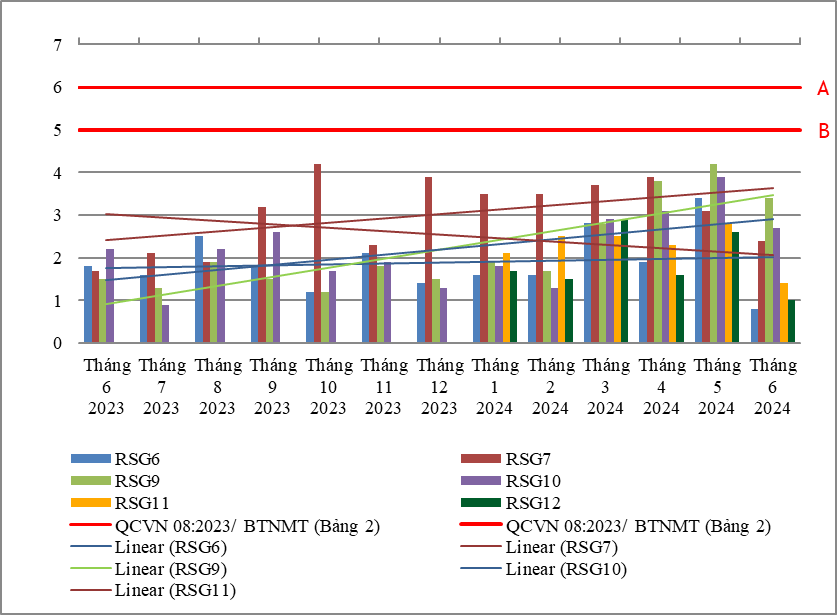 7
6
A
5
B
4
3
2
1
0
Tháng Tháng Tháng Tháng Tháng Tháng Tháng Tháng Tháng Tháng Tháng Tháng Tháng
6 7 8 9 10 11 12 1 2 3 4 5 6
2023 2023 2023 2023 2023 2023 2023 2024 2024 2024 2024 2024 2024
RSG6 RSG7
RSG9 RSG10
RSG11 RSG12
QCVN 08:2023/ BTNMT (Bảng 2) QCVN 08:2023/ BTNMT (Bảng 2)
Linear (RSG6) Linear (RSG7)
Linear (RSG9) Linear (RSG10)
Linear (RSG11)